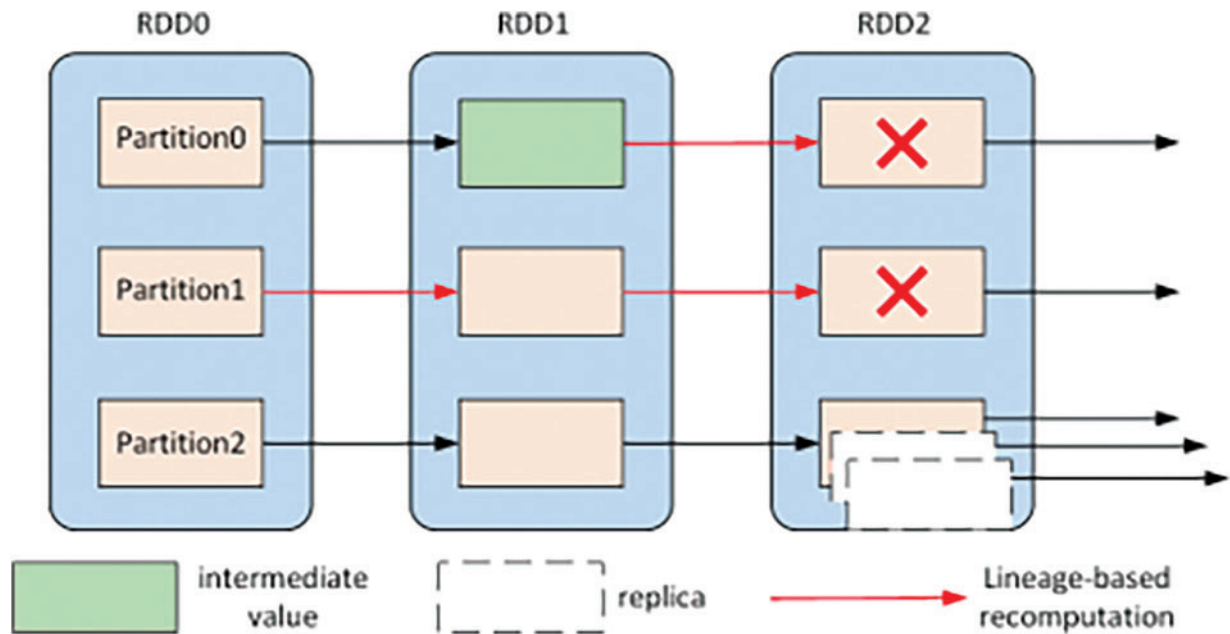 RDD0
RDD1
RDD2
Partition0
Partition1
Partition2
intermediate
value
replica
Lineage-based
recomputation